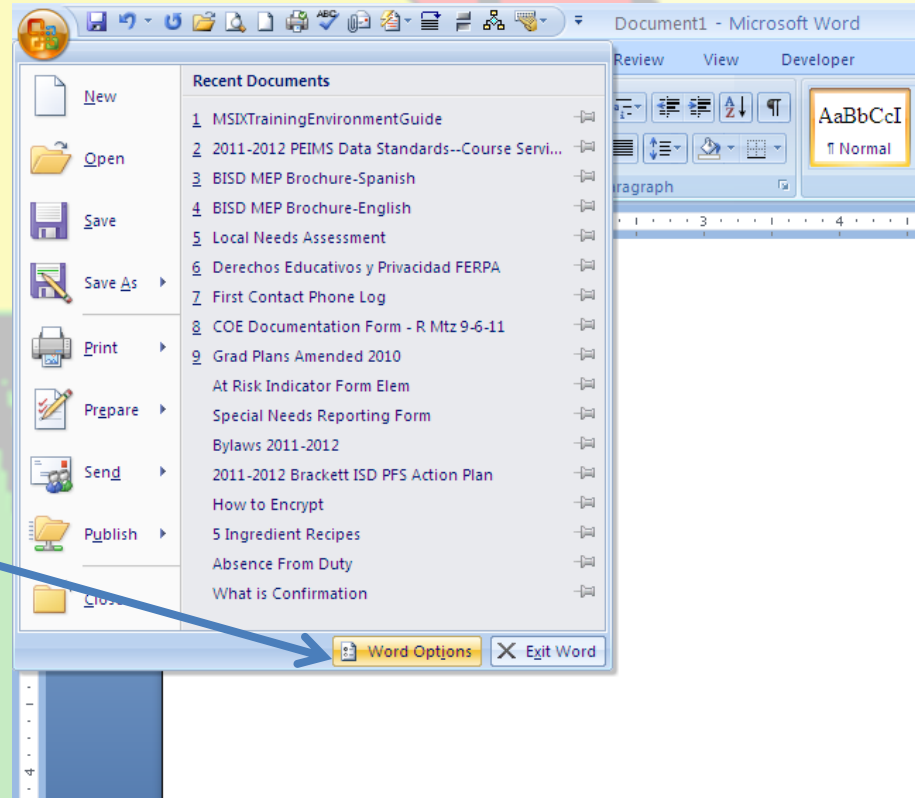 Document1 - Microsoft Word
Review View Developer
New
Open
Save
Save As
Print
Prepare
Send
Publish
Recent Documents
1 MSIXTrainingEnvironmentGuide
2 2011-2012 PEIMS Data Standards--Course Servi...
3 BISD MEP Brochure-Spanish
4 BISD MEP Brochure-English
5 Local Needs Assessment
6 Derechos Educativos y Privacidad FERPA
7 First Contact Phone Log
8 COE Documentation Form - R Mtz 9-6-11
9 Grad Plans Amended 2010
At Risk Indicator Form Elem
Special Needs Reporting Form
Bylaws 2011-2012
2011-2012 Brackett ISD PFS Action Plan
How to Encrypt
5 Ingredient Recipes
Absence From Duty
What is Confirmation
Word Options Exit Word
AaBbCcI
¶ Normal
ragraph
3 4
1
4